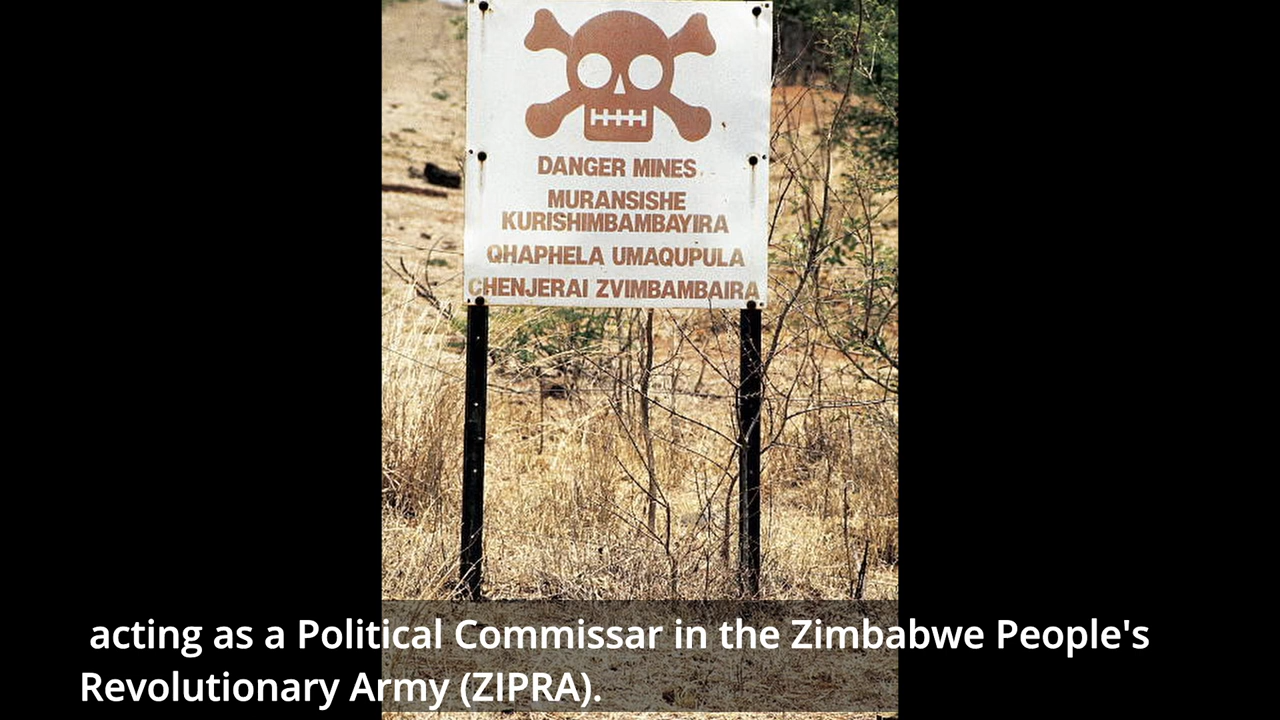 DANGER MINES
MURANSISHE
KURISHIMBAMBAYIRA
QHAPHELA UMAQUPULA
CHENJERAI ZVIMBAMBAIRA
acting as a Political Commissar in the Zimbabwe People's
Revolutionary Army (ZIPRA).